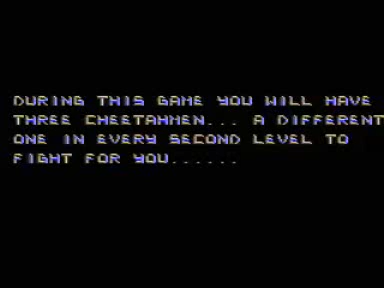 DURING THIS GAME YOU WILL HAVE
THREE CHEETAHMEN... A DIFFERENT
ONE IN EVERY SECOND LEVEL TO
FIGHT FOR YOU......